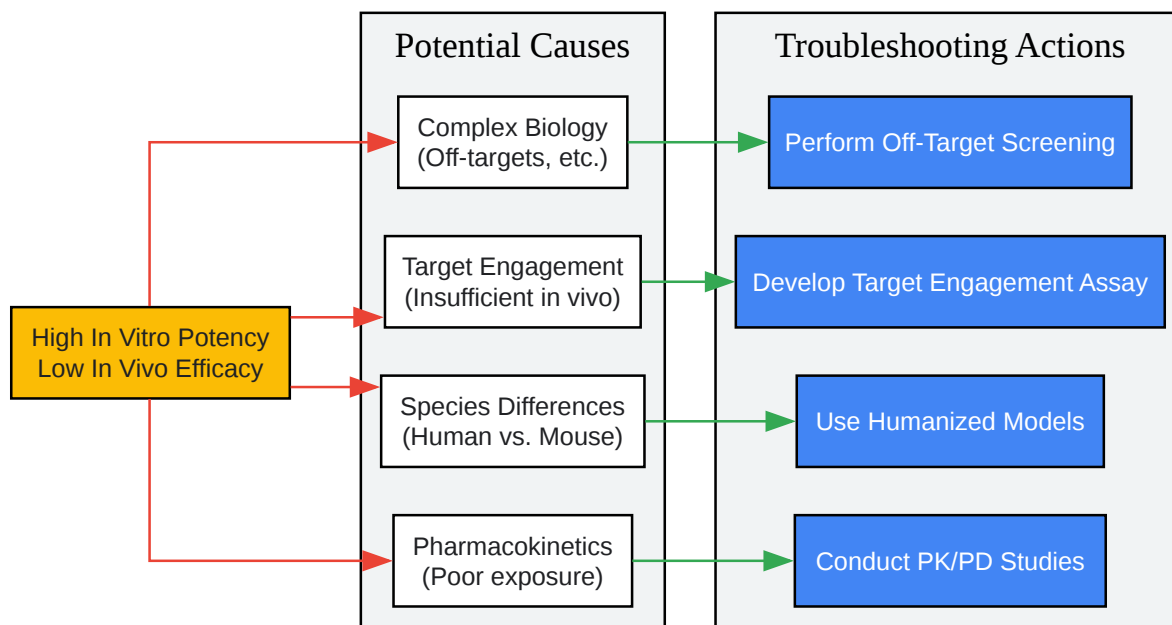 Potential Causes
Troubleshooting Actions
Complex Biology
(Off-targets, etc.)
Perform Off-Target Screening
Target Engagement
(Insufficient in vivo)
Develop Target Engagement Assay
High In Vitro Potency
Low In Vivo Efficacy
Species Differences
(Human vs. Mouse)
Use Humanized Models
Pharmacokinetics
(Poor exposure)
Conduct PK/PD Studies